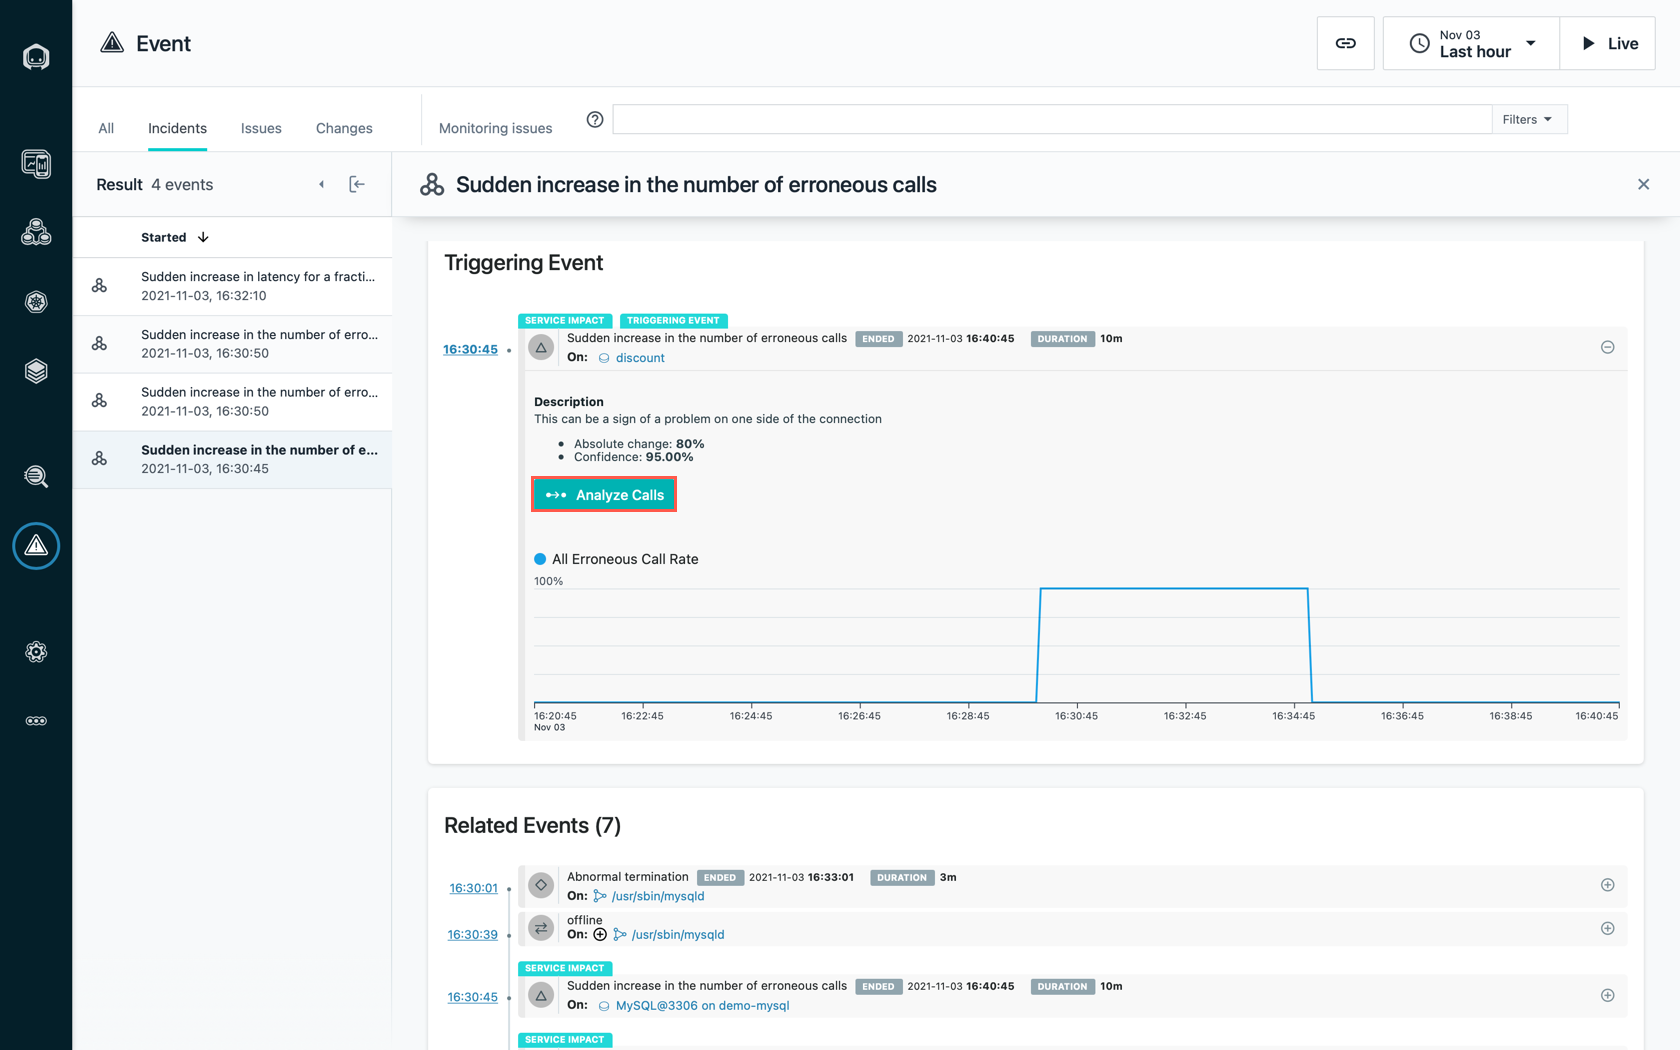 Event
Nov 03
Last hour
Live
All
Incidents
Issues
Changes
Monitoring issues
Filters
Result 4 events
Started
Sudden increase in latency for a fracti...
2021-11-03, 16:32:10
Sudden increase in the number of erro...
2021-11-03, 16:30:50
Sudden increase in the number of erro...
2021-11-03, 16:30:50
Sudden increase in the number of e...
2021-11-03, 16:30:45
Sudden increase in the number of erroneous calls
Triggering Event
SERVICE IMPACT TRIGGERING EVENT
16:30:45
Sudden increase in the number of erroneous calls ENDED 2021-11-03 16:40:45 DURATION 10m
On: discount
Description
This can be a sign of a problem on one side of the connection
• Absolute change: 80%
• Confidence: 95.00%
Analyze Calls
All Erroneous Call Rate
100%
16:20:45 16:22:45 16:24:45 16:26:45 16:28:45 16:30:45 16:32:45 16:34:45 16:36:45 16:38:45 16:40:45
Nov 03
Related Events (7)
16:30:01
Abnormal termination ENDED 2021-11-03 16:33:01 DURATION 3m
On: /usr/sbin/mysqld
16:30:39
offline
On: /usr/sbin/mysqld
SERVICE IMPACT
16:30:45
Sudden increase in the number of erroneous calls ENDED 2021-11-03 16:40:45 DURATION 10m
On: MySQL@3306 on demo-mysql
SERVICE IMPACT